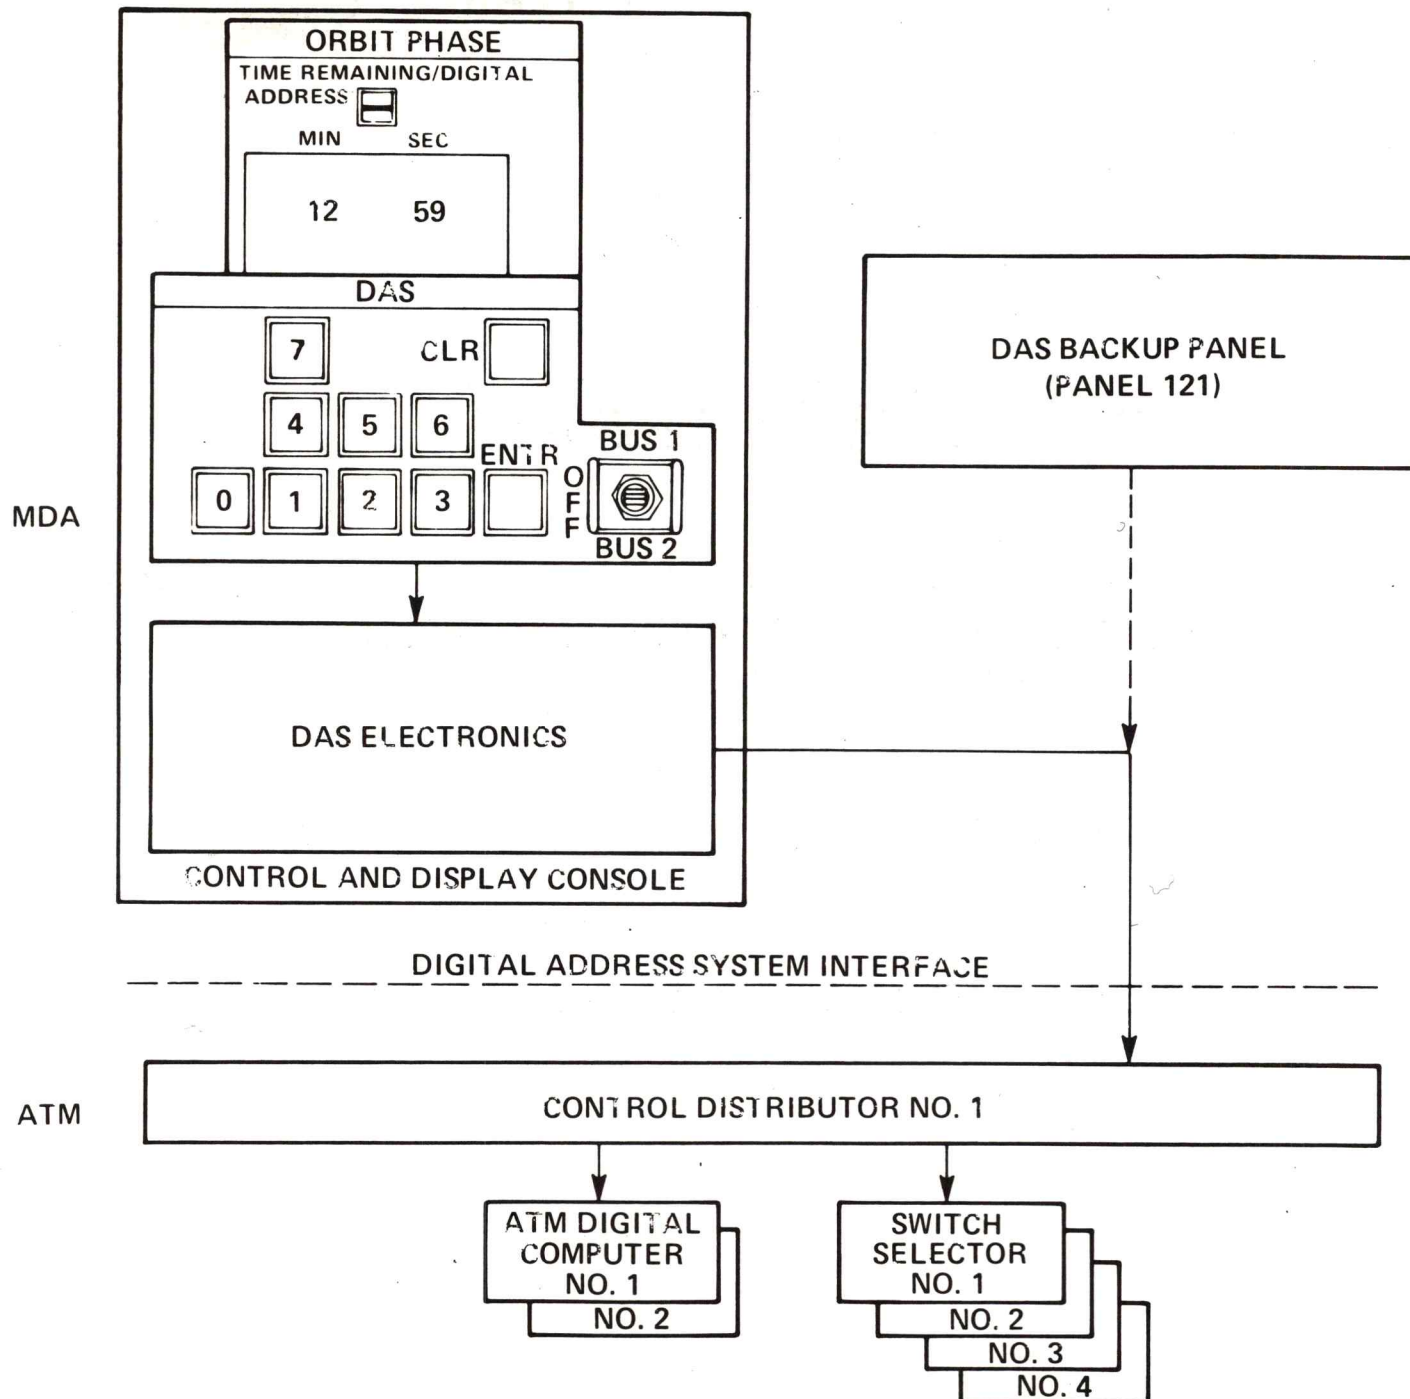 ORBIT PHASE
TIME REMAINING/DIGITAL
ADDRESS
MIN SEC
12 59
DAS
7 CLR
4 5 6
ENTR
0 1 2 3
BUS 1
OFF
BUS 2
DAS BACKUP PANEL
(PANEL 121)
MDA
DAS ELECTRONICS
CONTROL AND DISPLAY CONSOLE
DIGITAL ADDRESS SYSTEM INTERFACE
ATM
CONTROL DISTRIBUTOR NO. 1
ATM DIGITAL
COMPUTER
NO. 1
NO. 2
SWITCH
SELECTOR
NO. 1
NO. 2
NO. 3
NO. 4